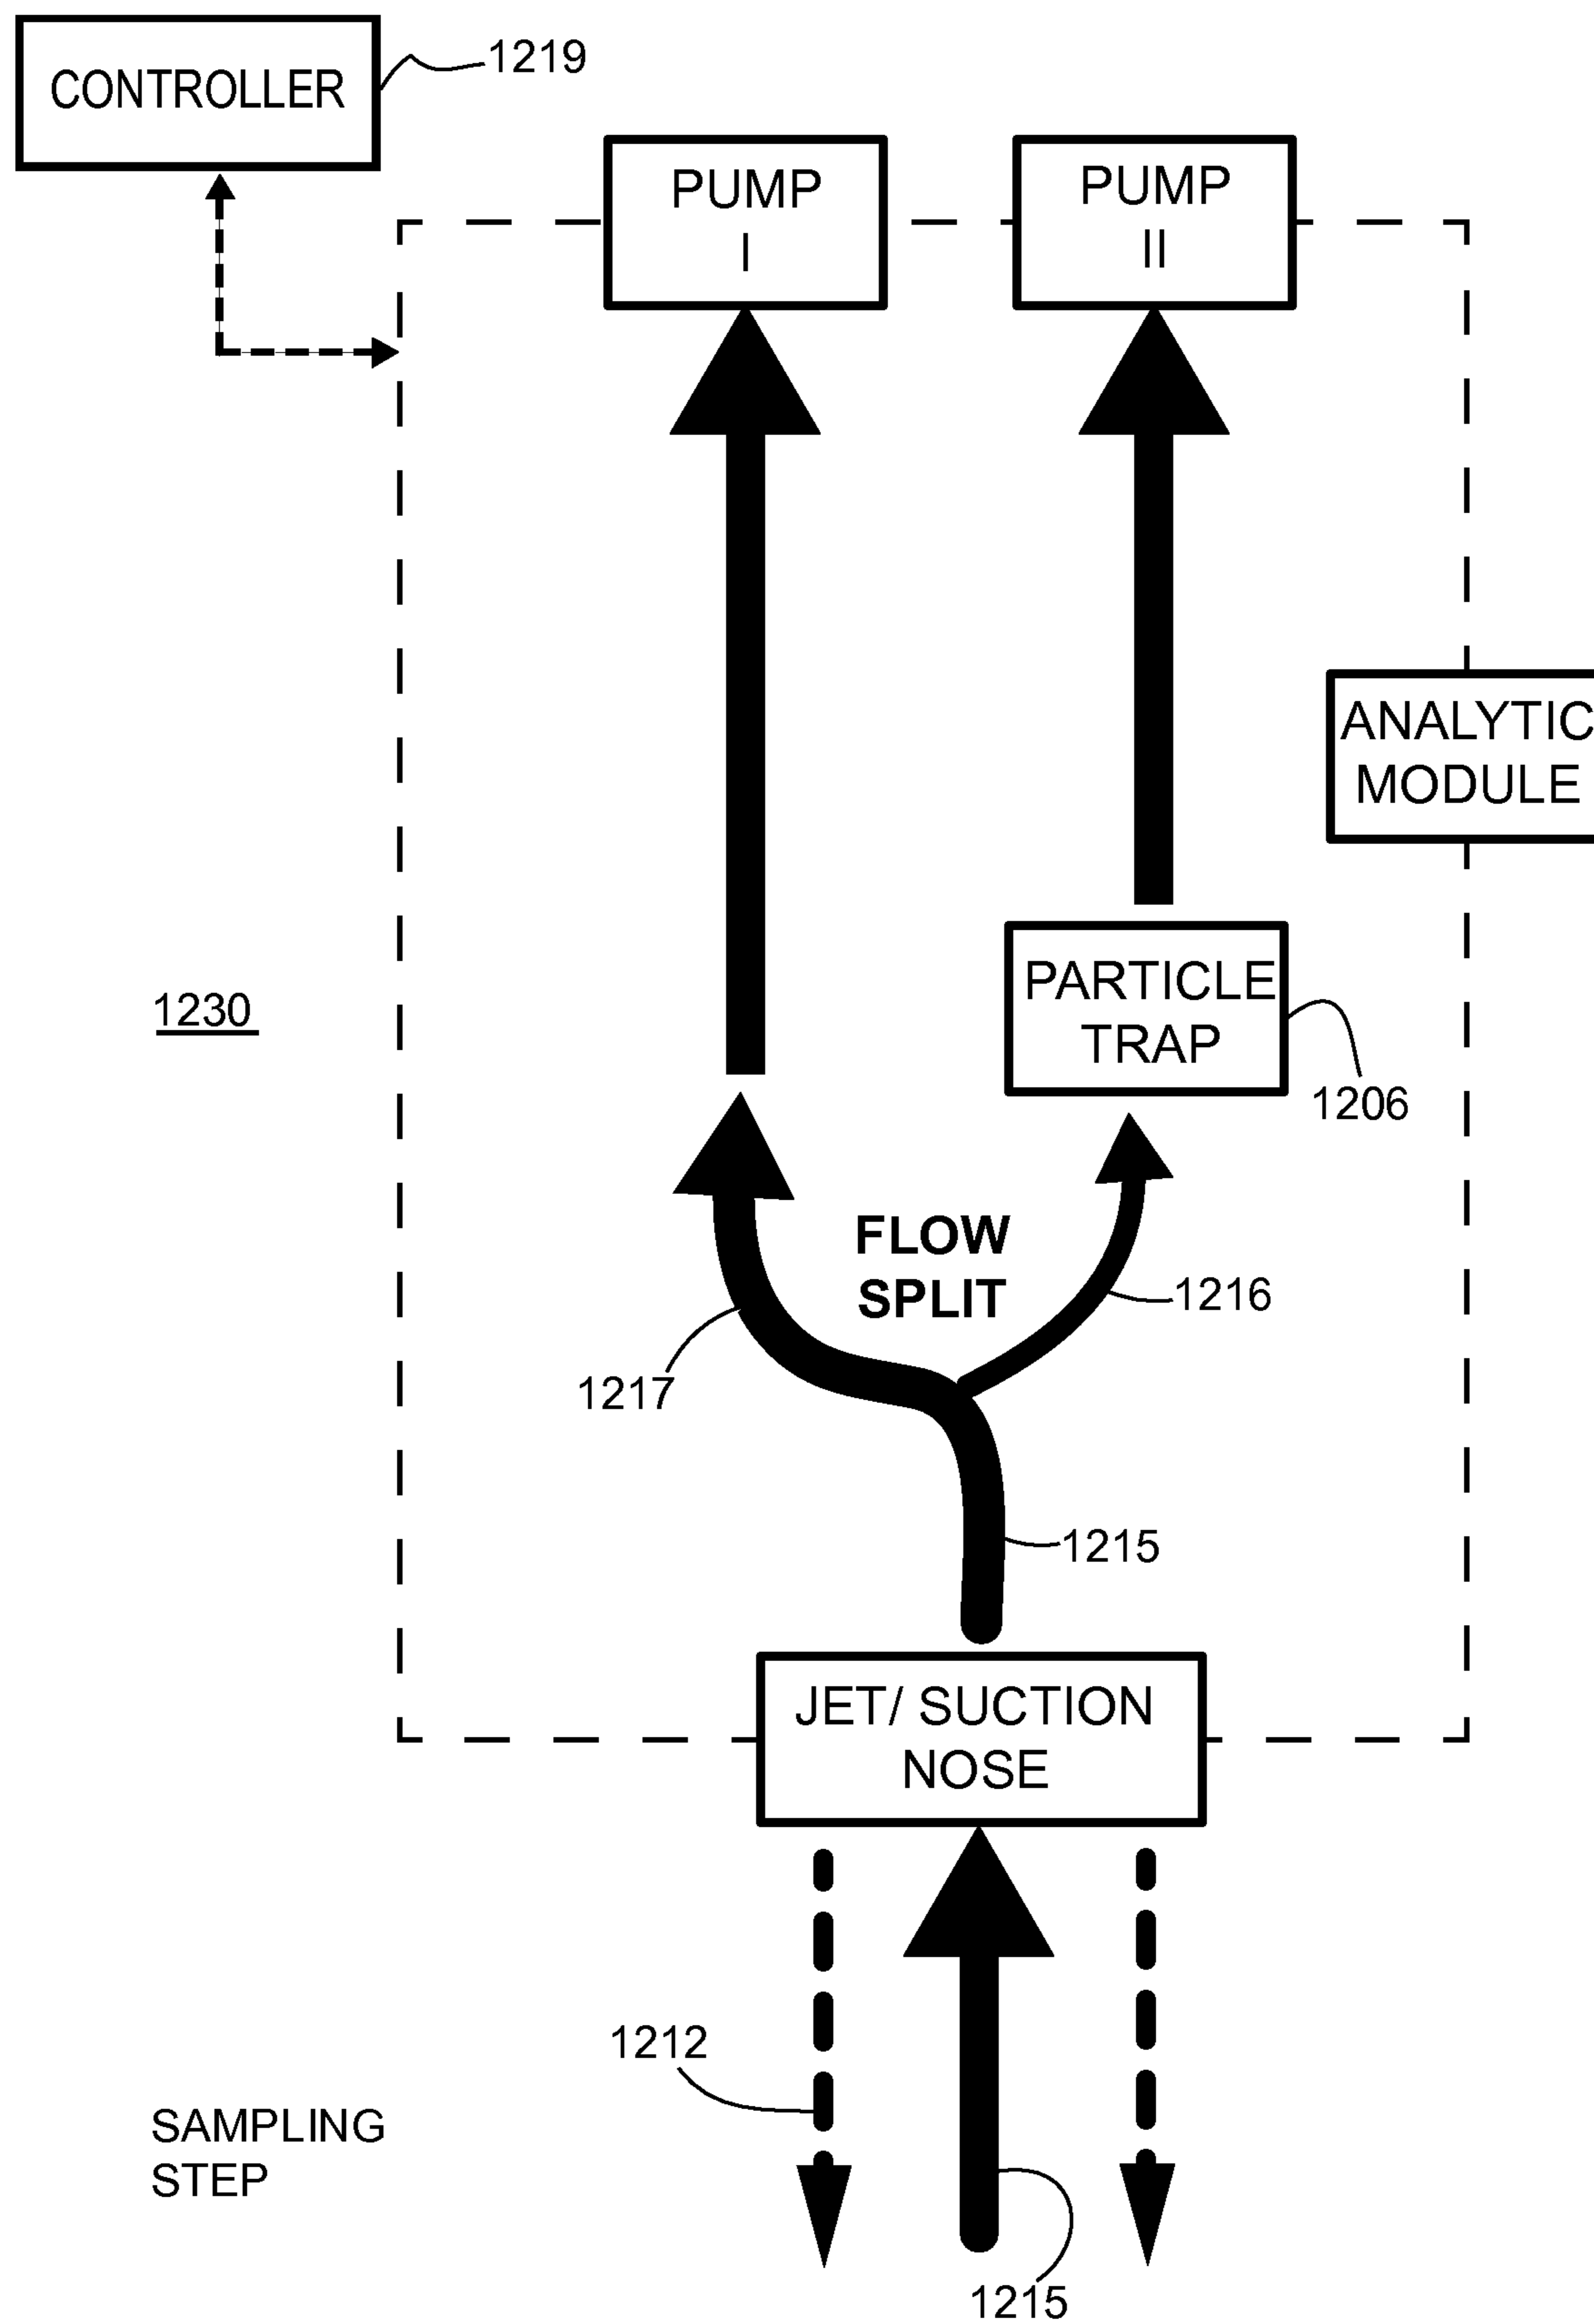 CONTROLLER
1219
PUMP
I
PUMP
II
ANALYTIC
MODULE
PARTICLE
TRAP
1230
1206
FLOW
SPLIT
1216
1217
1215
JET/ SUCTION
NOSE
1212
SAMPLING
STEP
1215